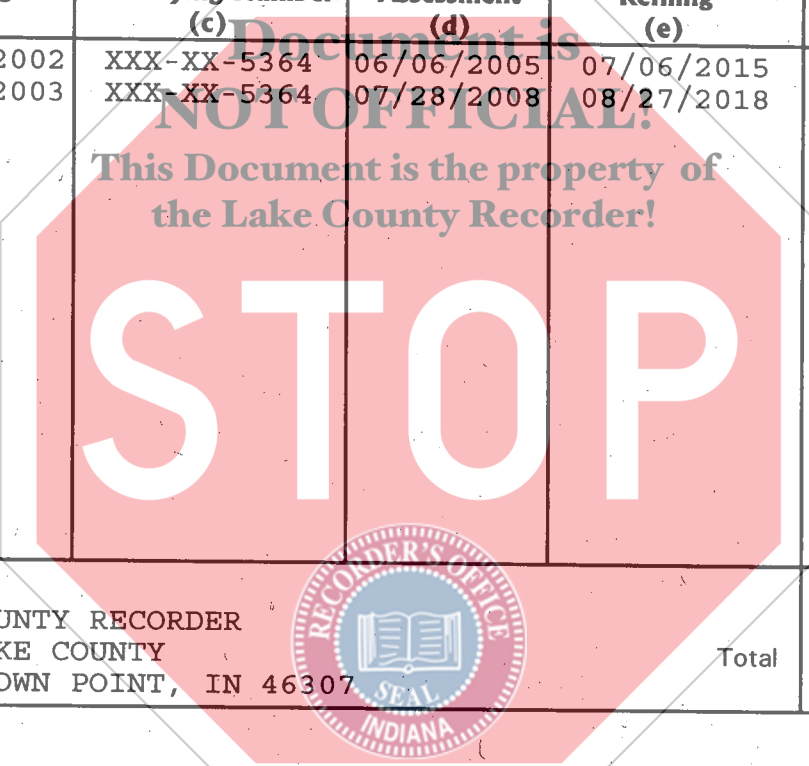 Assessment Refiling
(c) (d) (e)
Document is
2002 XXX-XX-5364 06/06/2005 07/06/2015
2003 XXX-XX-5364 07/28/2008 08/27/2018
NOT OFFICIAL!
This Document is the property of
the Lake County Recorder!
STOP
RECORDER'S OFFICE
SEAL
INDIANA
UNTY RECORDER
KE COUNTY
Total
OWN POINT, IN 46307